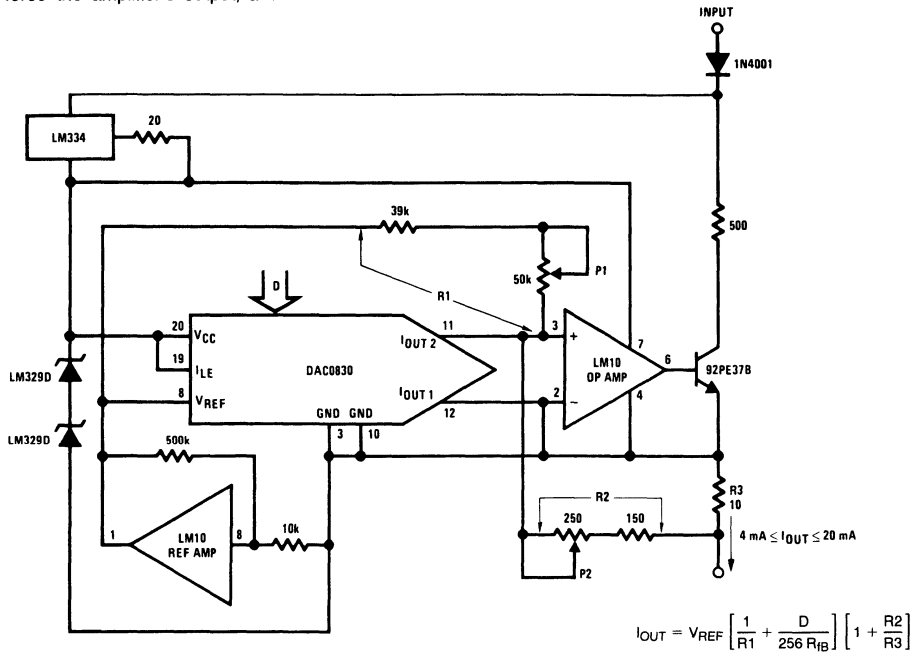 INPUT
1N4001
LM334
20
39k
500
50k
P1
R1
D
20
VCC
IOUT 2
11
3
+
7
LM329D
19
ILE
DAC0830
LM10
OP AMP
6
92PE37B
8
VREF
IOUT 1
12
2
−
4
GND
GND
3
10
LM329D
500k
R3
10
R2
250
150
4 mA ≤ IOUT ≤ 20 mA
1
LM10
REF AMP
8
10k
P2
IOUT = VREF [1/R1 + D/256 RfB] [1 + R2/R3]